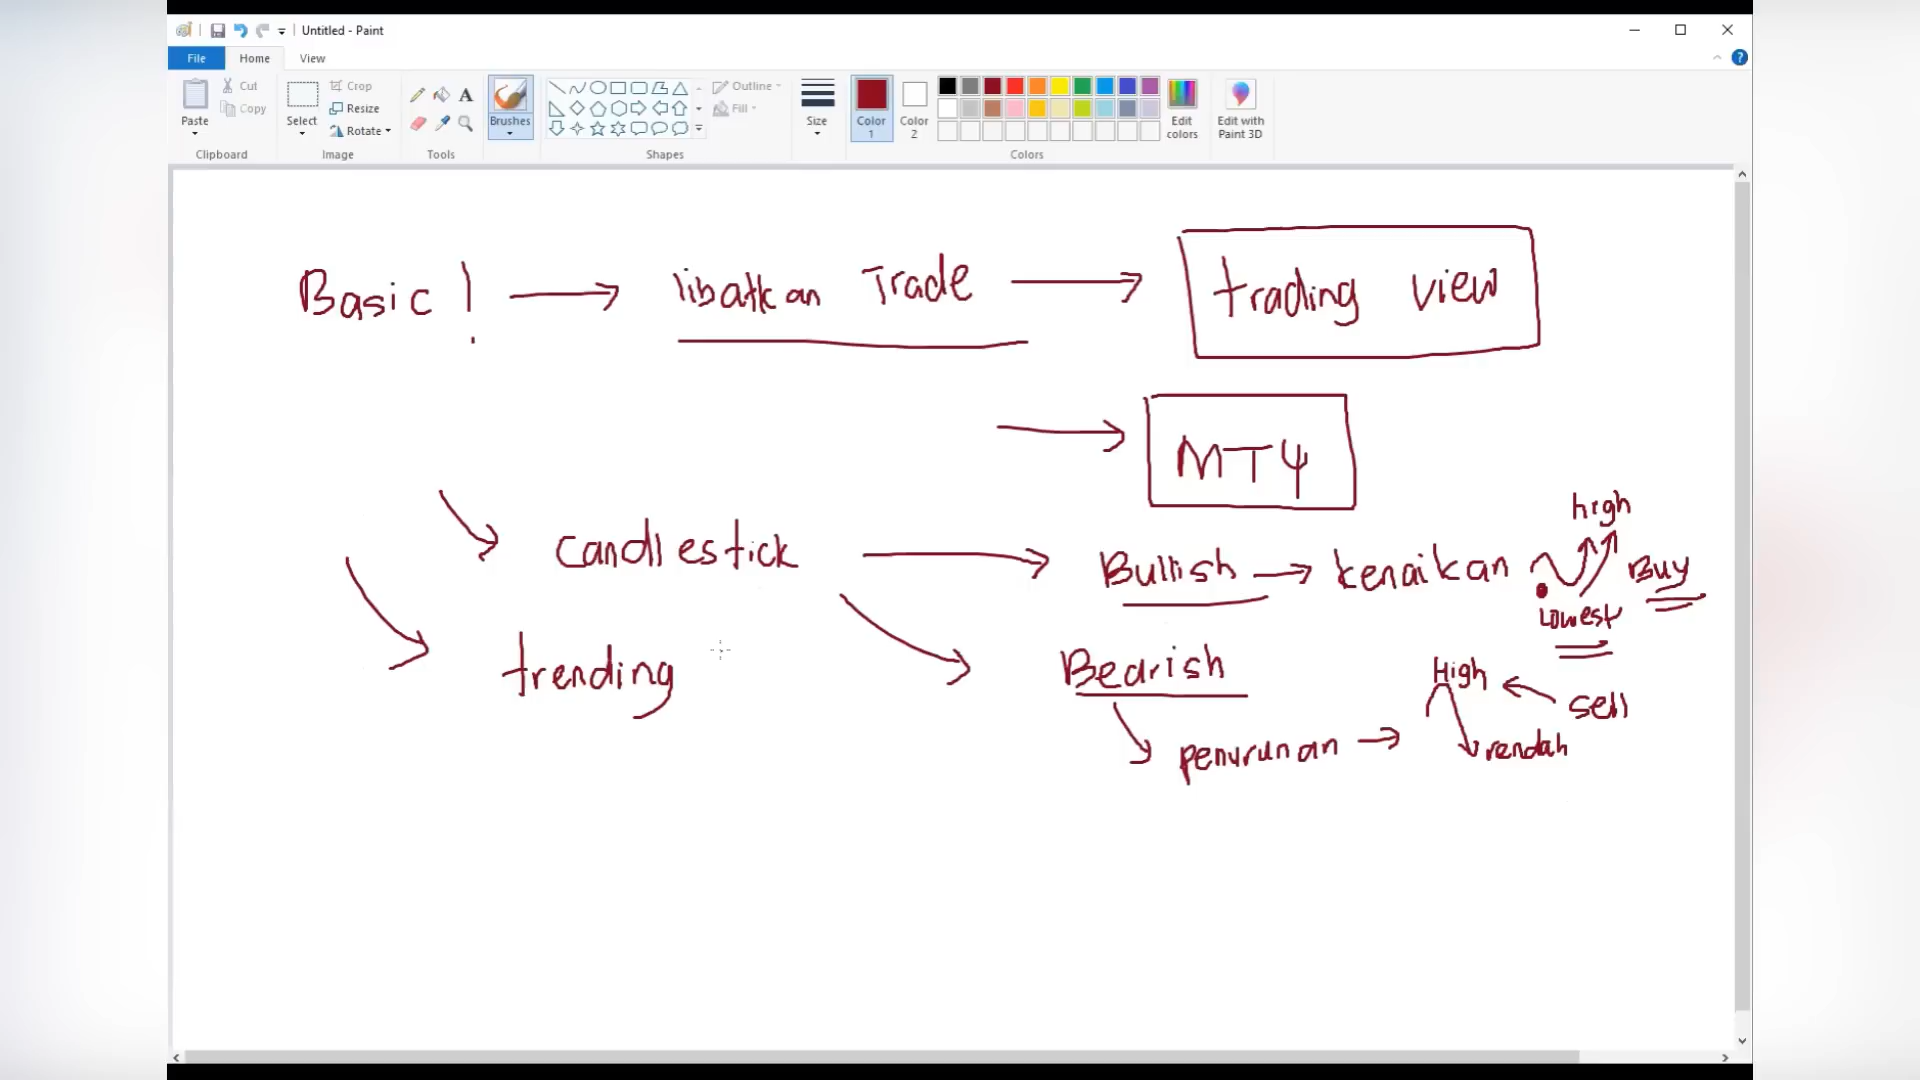 Untitled - Paint
File Home View
Paste
Cut
Copy
Clipboard
Select
Crop
Resize
Rotate
Image
A
Tools
Brushes
Shapes
Outline
Fill
Size
Color 1
Color 2
Edit colors
Colors
Edit with Paint 3D
Basic! libatkan Trade trading view
MT4
candlestick Bullish kenaikan high Buy
Lowest
trending Bearish High sell
penurunan rendah